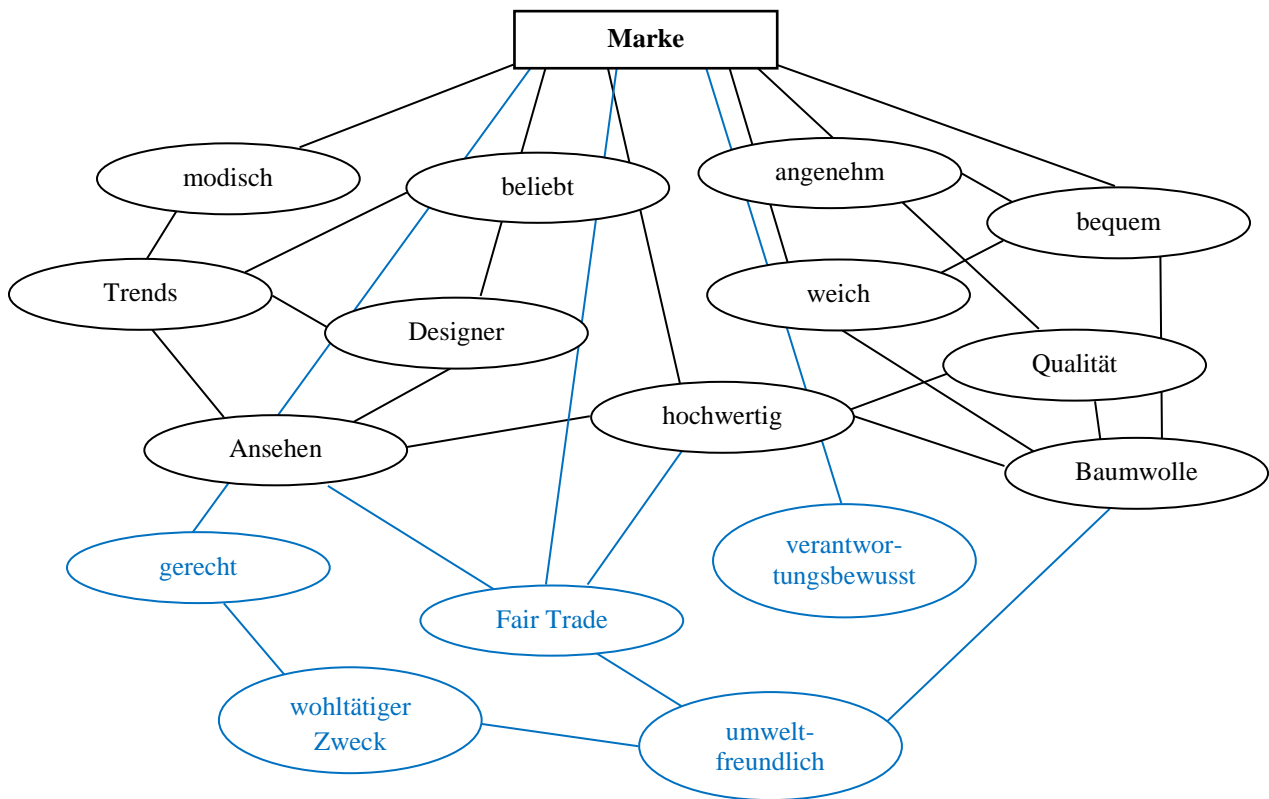 Marke
modisch
beliebt
angenehm
bequem
Trends
Designer
weich
Qualität
Ansehen
hochwertig
Baumwolle
gerecht
Fair Trade
verantwor-
tungsbewusst
wohltätiger
Zweck
umwelt-
freundlich